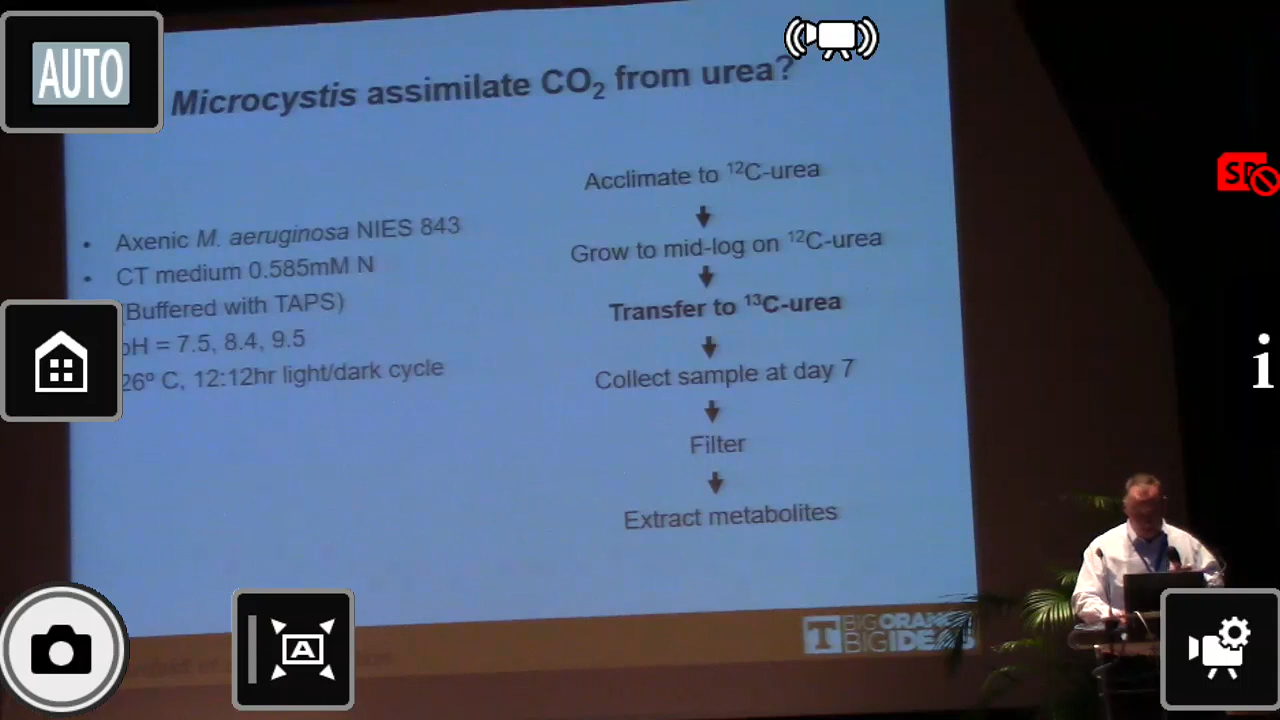 AUTO
Microcystis assimilate CO₂ from urea?
• Axenic M. aeruginosa NIES 843
• CT medium 0.585mM N
(Buffered with TAPS)
pH = 7.5, 8.4, 9.5
26º C, 12:12hr light/dark cycle
Acclimate to ¹²C-urea
Grow to mid-log on ¹²C-urea
Transfer to ¹³C-urea
Collect sample at day 7
Filter
Extract metabolites
T BIG ORANGE
BIG IDEAS
SD
i
A